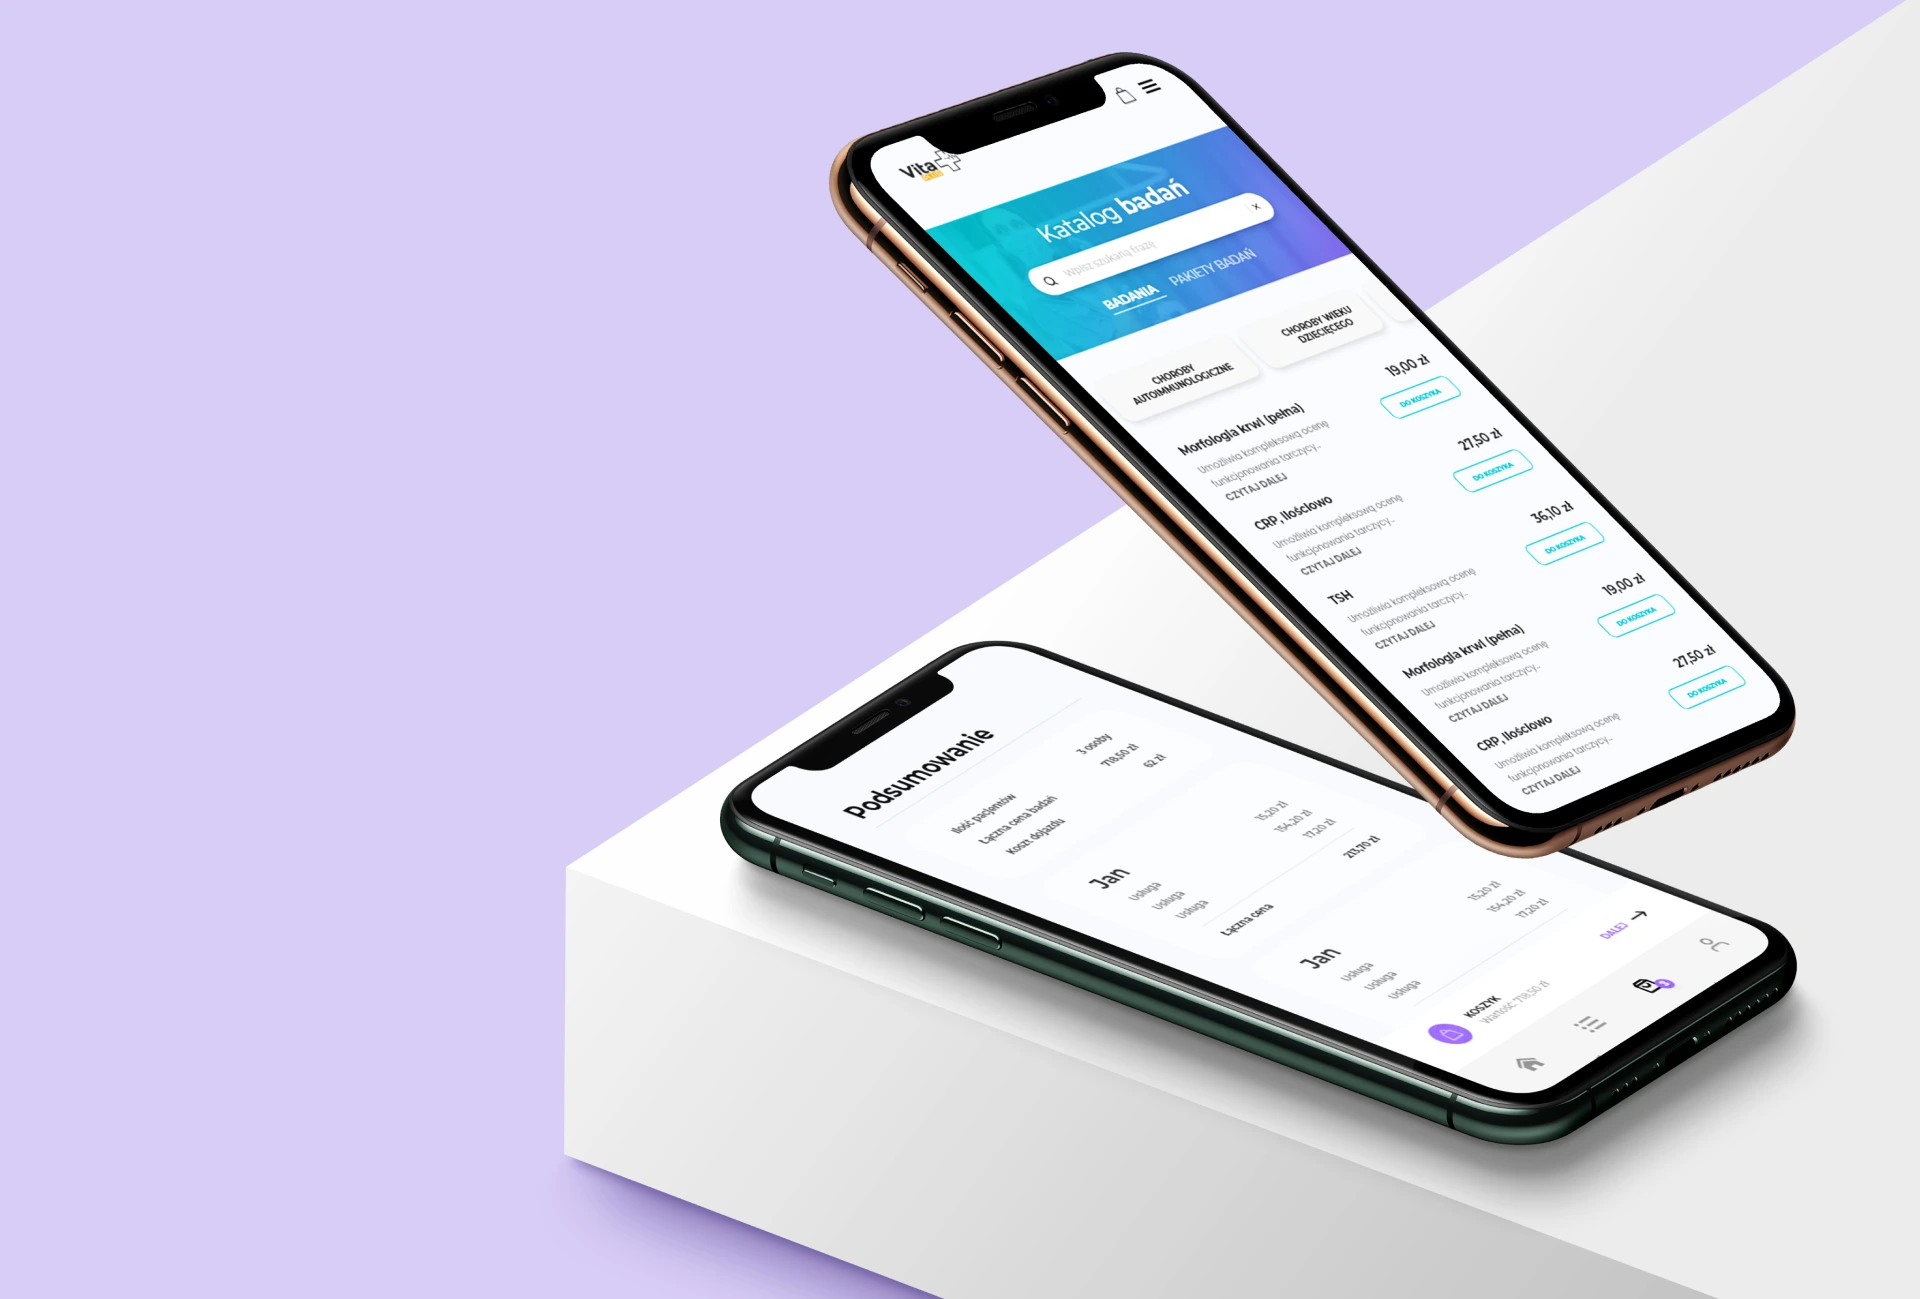 Vita
Katalog badań
Wpisz szukaną frazę
BADANIA PAKIETY BADAŃ
CHOROBY
AUTOIMMUNOLOGICZNE
CHOROBY WIEKU
DZIECIĘCEGO
Morfologia krwi (pełna)
19,00 zł
Umożliwia kompleksową ocenę
funkcjonowania tarczycy...
CZYTAJ DALEJ
DO KOSZYKA
CRP, ilościowo
27,50 zł
Umożliwia kompleksową ocenę
funkcjonowania tarczycy...
CZYTAJ DALEJ
DO KOSZYKA
TSH
36,10 zł
Umożliwia kompleksową ocenę
funkcjonowania tarczycy...
CZYTAJ DALEJ
DO KOSZYKA
Morfologia krwi (pełna)
19,00 zł
Umożliwia kompleksową ocenę
funkcjonowania tarczycy...
CZYTAJ DALEJ
DO KOSZYKA
CRP, ilościowo
27,50 zł
Umożliwia kompleksową ocenę
funkcjonowania tarczycy...
CZYTAJ DALEJ
DO KOSZYKA
Podsumowanie
Ilość pacjentów 3 osoby
Łączna cena badań 718,50 zł
Koszt dojazdu 62 zł
Jan
Usługa 15,20 zł
Usługa 154,20 zł
Usługa 17,20 zł
Łączna cena 213,70 zł
Jan
Usługa 15,20 zł
Usługa 154,20 zł
Usługa 17,20 zł
KOSZYK
Wartość: 718,50 zł
DALEJ